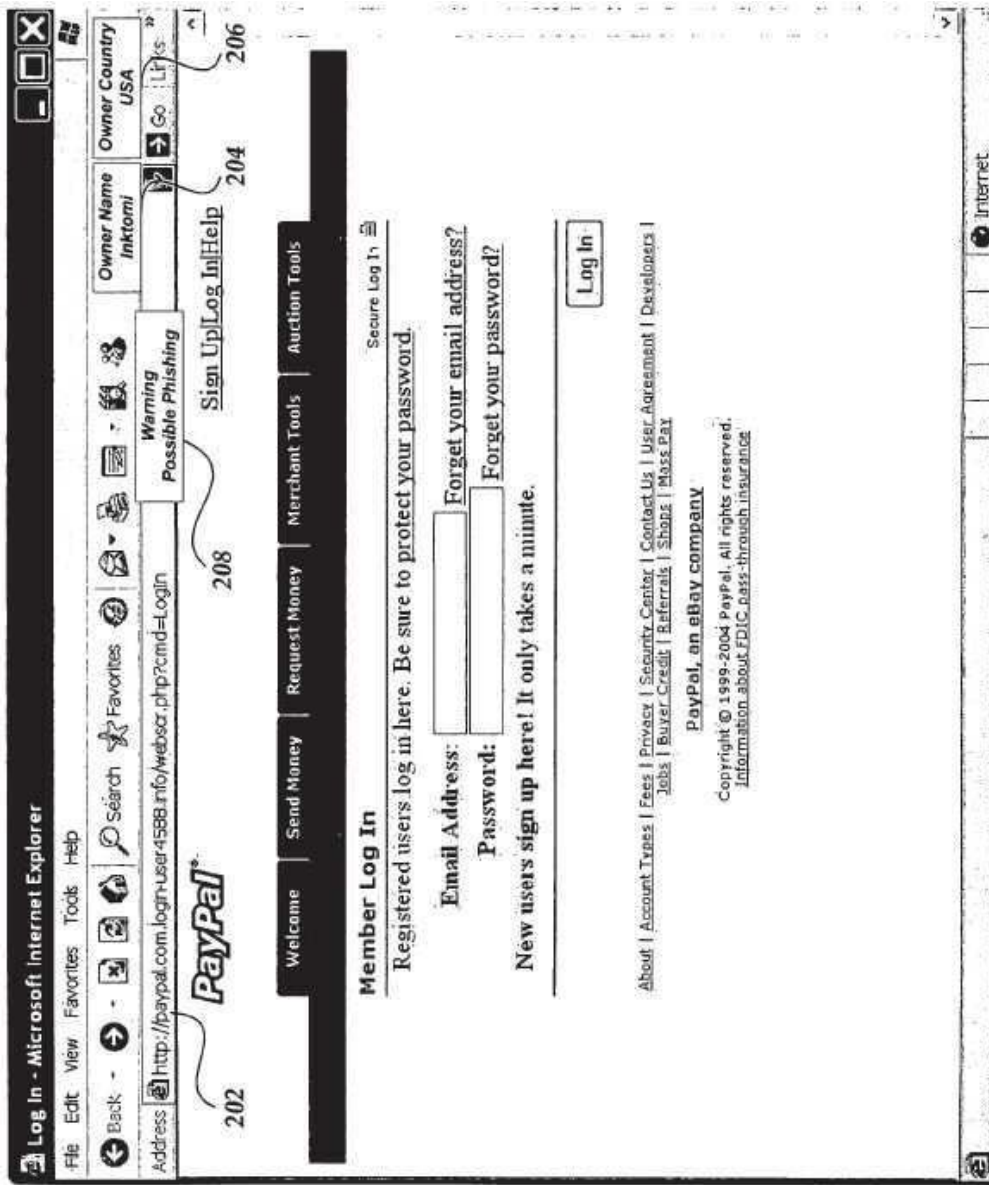 Log In - Microsoft Internet Explorer
File Edit View Favorites Tools Help
Back Search Favorites
Owner Name
Inktomi
Owner Country
USA
Address http://paypal.com.login-user4588.info/webscr.php?cmd=LogIn
Go Links »
Warning
Possible Phishing
202
208
204
206
PayPal®
Sign Up|Log In|Help
Welcome Send Money Request Money Merchant Tools Auction Tools
Member Log In
Secure Log In
Registered users log in here. Be sure to protect your password.
Email Address: Forget your email address?
Password: Forget your password?
New users sign up here! It only takes a minute.
Log In
About | Account Types | Fees | Privacy | Security Center | Contact Us | User Agreement | Developers |
Jobs | Buyer Credit | Referrals | Shops | Mass Pay
PayPal, an eBay company
Copyright © 1999-2004 PayPal. All rights reserved.
Information about FDIC pass-through insurance
Internet